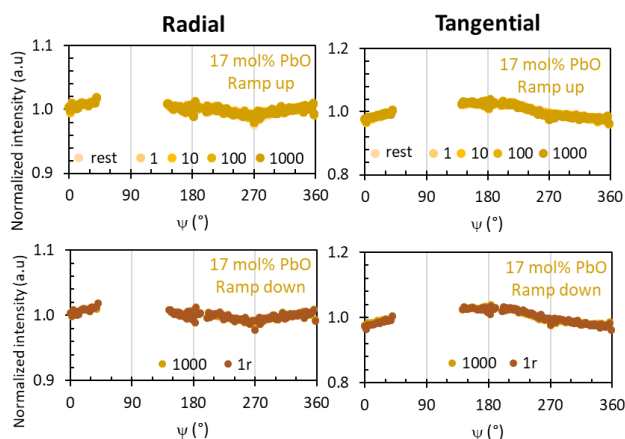 Radial
Tangential
Normalized intensity (a.u)
1.1
1.0
0.9
17 mol% PbO
Ramp up
rest 1 10 100 1000
0 90 180 270 360
ψ (°)
1.2
1.0
0.8
17 mol% PbO
Ramp up
rest 1 10 100 1000
0 90 180 270 360
ψ (°)
Normalized intensity (a.u)
1.1
1.0
0.9
17 mol% PbO
Ramp down
1000 1r
0 90 180 270 360
ψ (°)
1.2
1.0
0.8
17 mol% PbO
Ramp down
1000 1r
0 90 180 270 360
ψ (°)